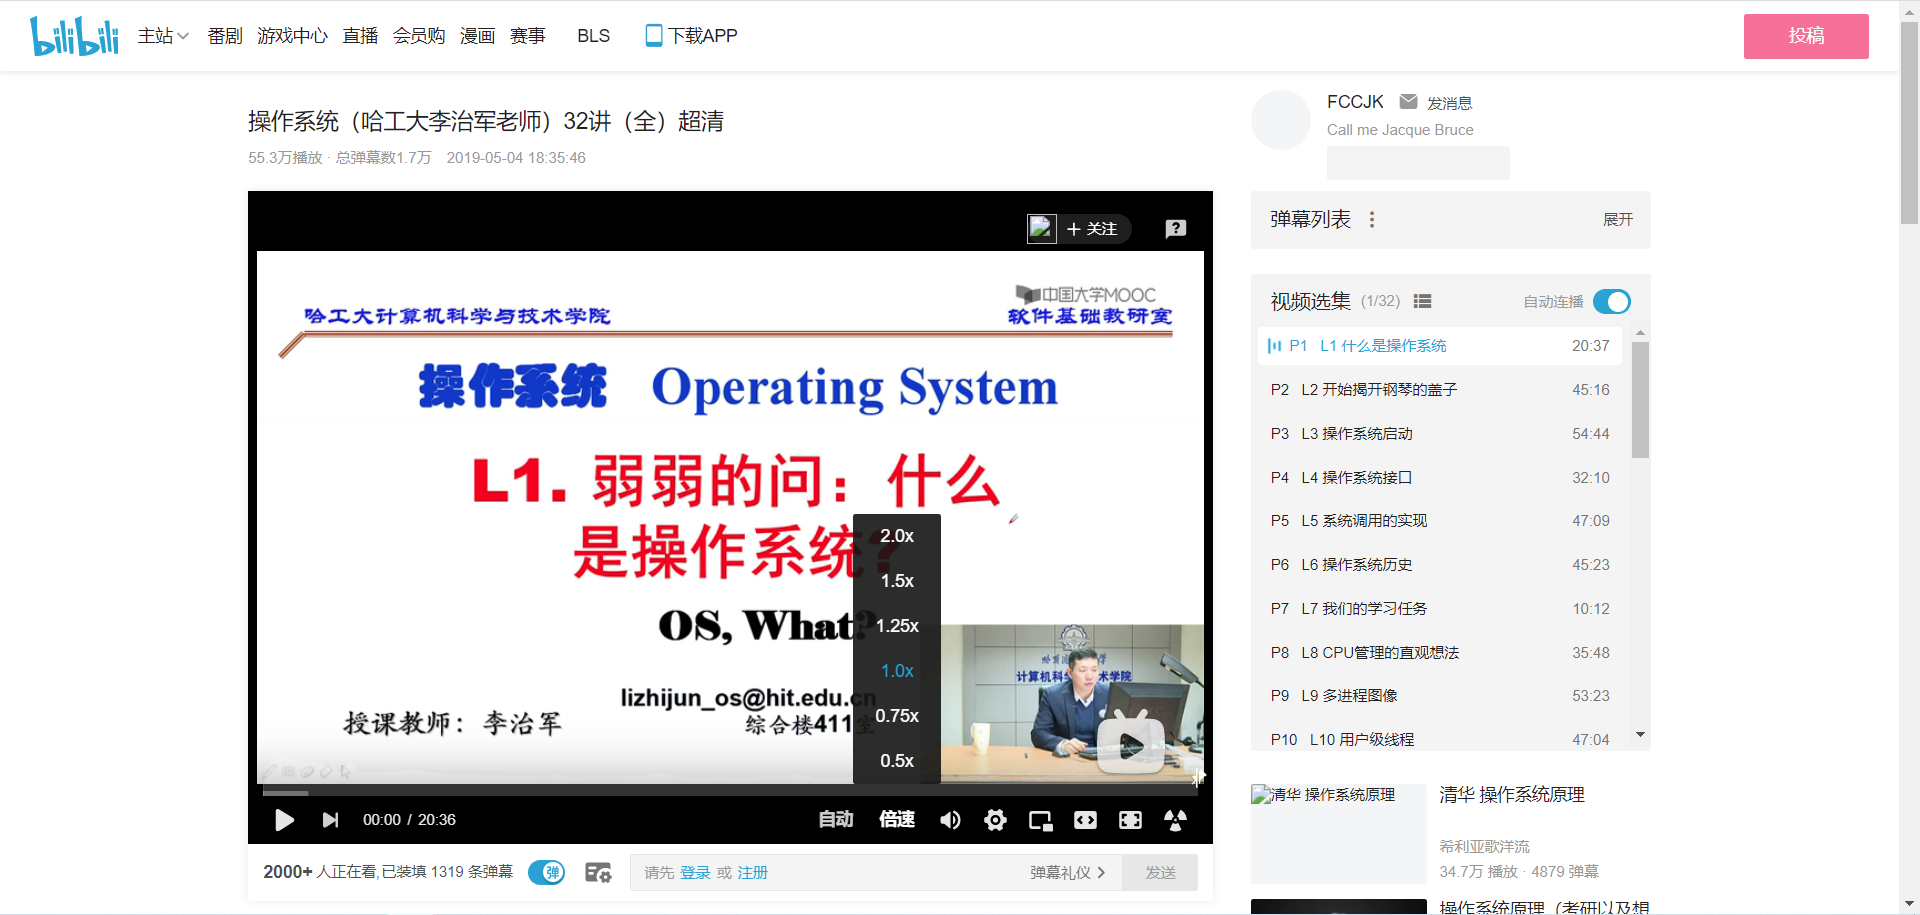 bilibili 主站 番剧 游戏中心 直播 会员购 漫画 赛事 BLS 下载APP 投稿
操作系统（哈工大李治军老师）32讲（全）超清
55.3万播放 · 总弹幕数1.7万 2019-05-04 18:35:46
+ 关注
中国大学MOOC
哈工大计算机科学与技术学院 软件基础教研室
操作系统 Operating System
L1. 弱弱的问：什么
是操作系统？
OS, What?
lizhijun_os@hit.edu.cn
授课教师：李治军 综合楼411室
2.0x
1.5x
1.25x
1.0x
0.75x
0.5x
00:00 / 20:36 自动 倍速
2000+ 人正在看,已装填 1319 条弹幕 弹 请先 登录 或 注册 弹幕礼仪 发送
FCCJK 发消息
Call me Jacque Bruce
弹幕列表 展开
视频选集 (1/32) 自动连播
P1 L1 什么是操作系统 20:37
P2 L2 开始揭开钢琴的盖子 45:16
P3 L3 操作系统启动 54:44
P4 L4 操作系统接口 32:10
P5 L5 系统调用的实现 47:09
P6 L6 操作系统历史 45:23
P7 L7 我们的学习任务 10:12
P8 L8 CPU管理的直观想法 35:48
P9 L9 多进程图像 53:23
P10 L10 用户级线程 47:04
清华 操作系统原理 清华 操作系统原理
希利亚歌洋流
34.7万 播放 · 4879 弹幕
操作系统原理（考研以及想